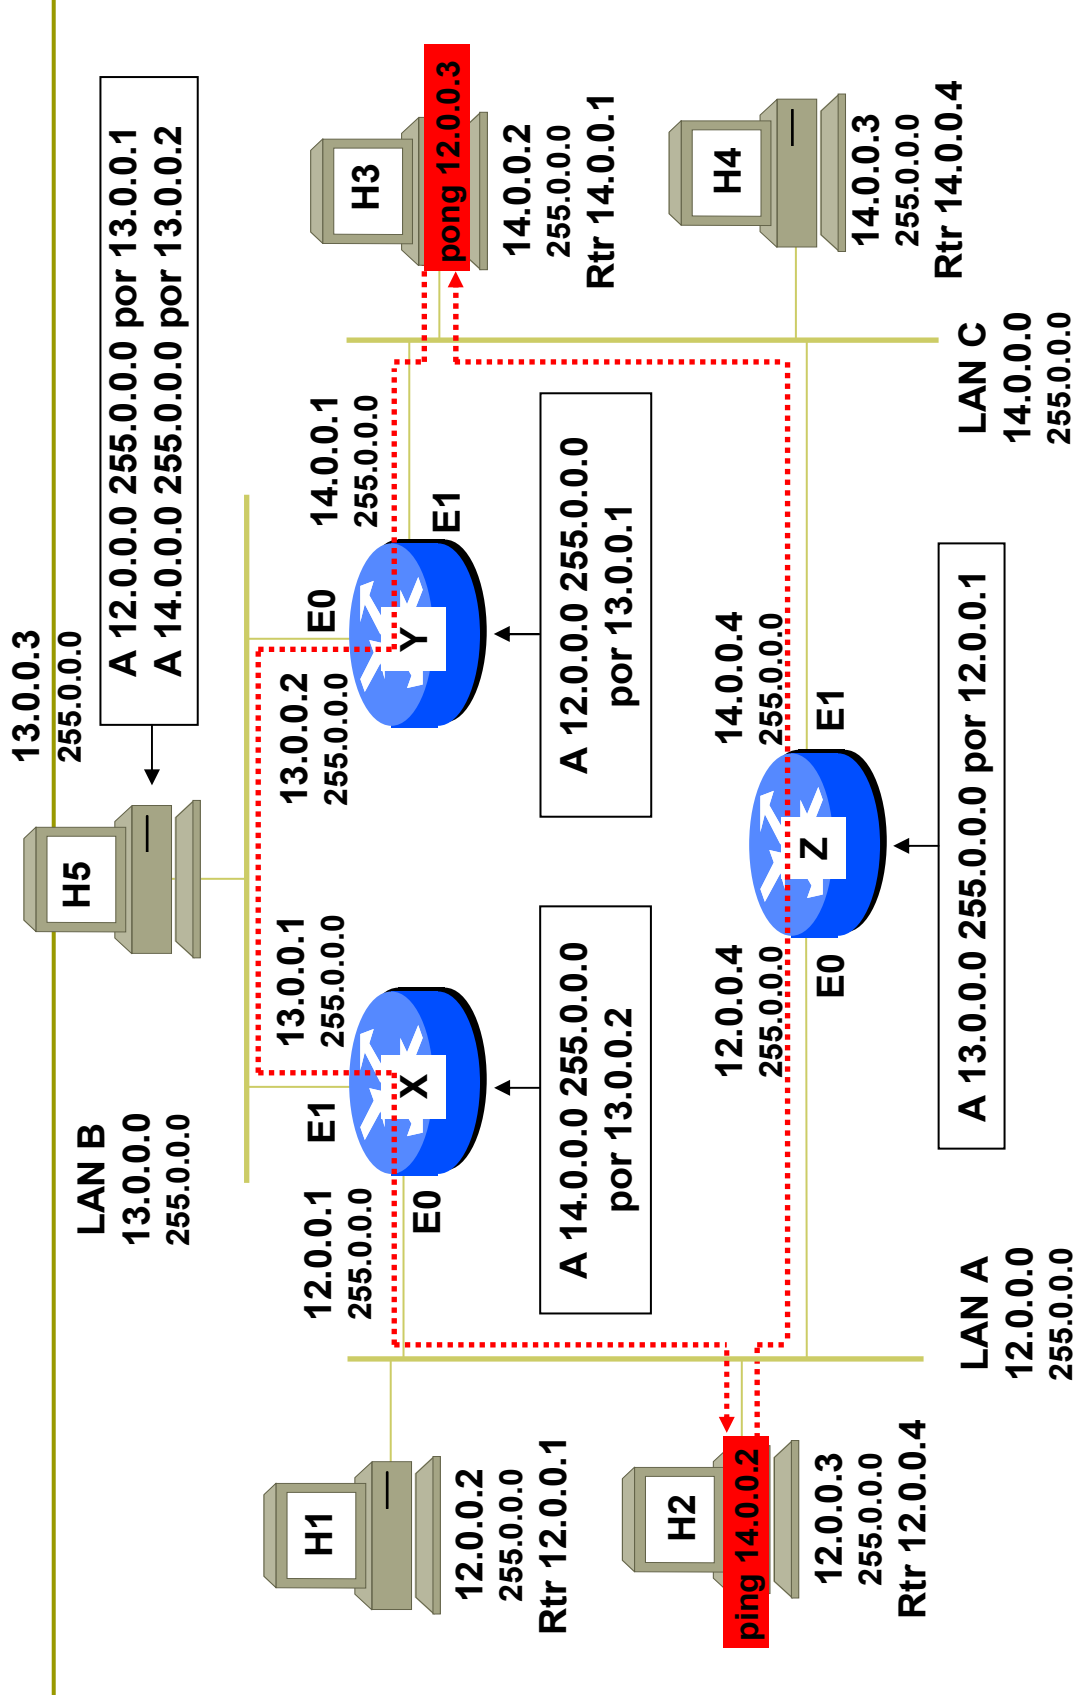 13.0.0.3
255.0.0.0
H5
A 12.0.0.0 255.0.0.0 por 13.0.0.1
A 14.0.0.0 255.0.0.0 por 13.0.0.2
LAN B
13.0.0.0
255.0.0.0
H1
12.0.0.2
255.0.0.0
Rtr 12.0.0.1
12.0.0.1
255.0.0.0
E0
E1
X
13.0.0.1
255.0.0.0
13.0.0.2
255.0.0.0
E0
Y
E1
14.0.0.1
255.0.0.0
H3
pong 12.0.0.3
14.0.0.2
255.0.0.0
Rtr 14.0.0.1
A 14.0.0.0 255.0.0.0
por 13.0.0.2
A 12.0.0.0 255.0.0.0
por 13.0.0.1
H2
ping 14.0.0.2
12.0.0.3
255.0.0.0
Rtr 12.0.0.4
12.0.0.4
255.0.0.0
E0
Z
E1
14.0.0.4
255.0.0.0
H4
14.0.0.3
255.0.0.0
Rtr 14.0.0.4
LAN A
12.0.0.0
255.0.0.0
A 13.0.0.0 255.0.0.0 por 12.0.0.1
LAN C
14.0.0.0
255.0.0.0